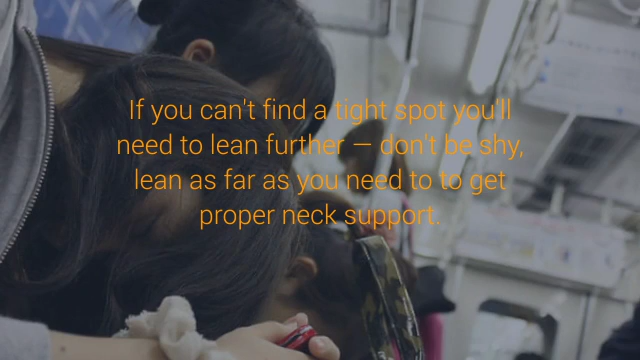 If you can't find a tight spot you'll
need to lean further — don't be shy,
lean as far as you need to to get
proper neck support.